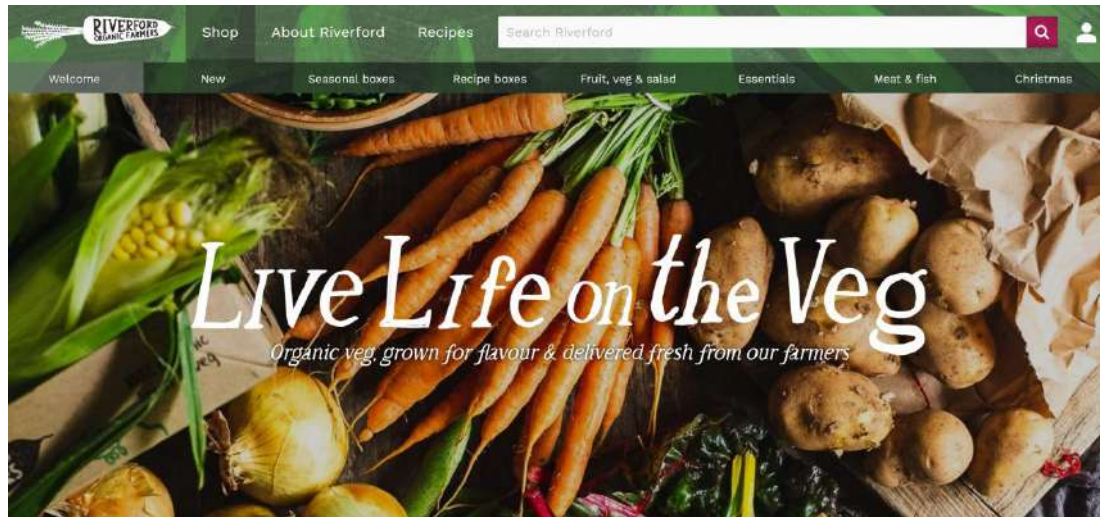 RIVERFORD
ORGANIC FARMERS
Shop About Riverford Recipes Search Riverford
Welcome New Seasonal boxes Recipe boxes Fruit, veg & salad Essentials Meat & fish Christmas
Live Life on the Veg
Organic veg, grown for flavour & delivered fresh from our farmers
veg